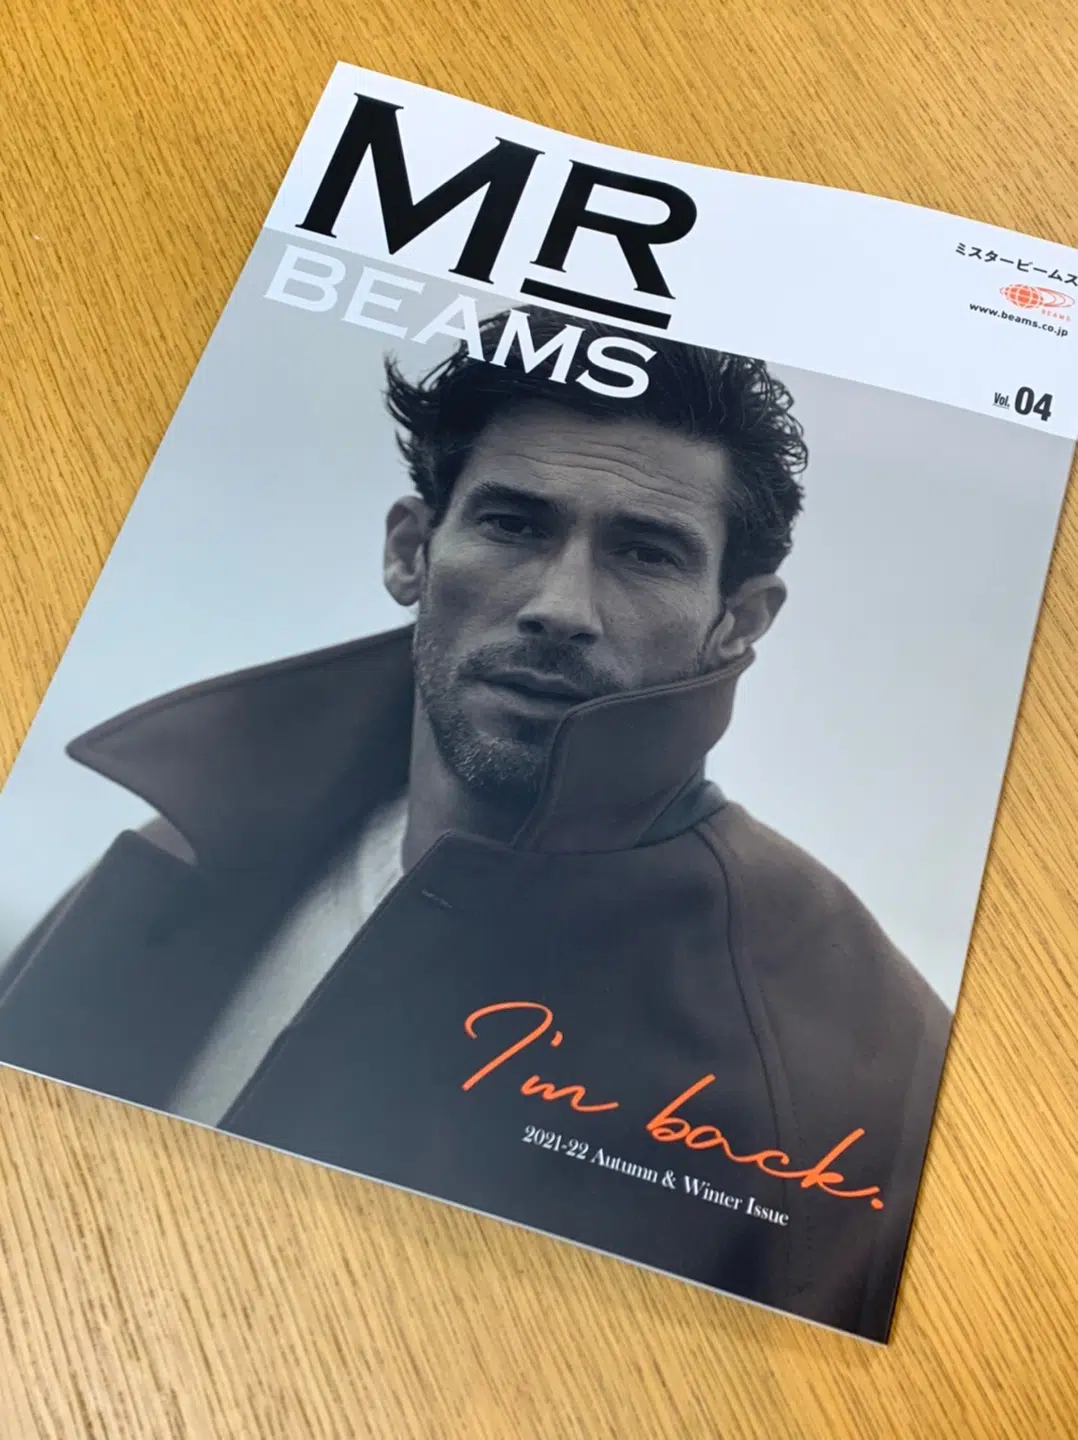 MR
BEAMS
ミスタービームス
BEAMS
www.beams.co.jp
Vol. 04
I'm back.
2021-22 Autumn & Winter Issue